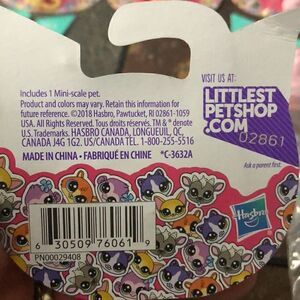 Includes 1 Mini-scale pet.
Product and colors may vary. Retain this information for
future reference. ©2018 Hasbro, Pawtucket, RI 02861-1059
USA. All Rights Reserved. Tous droits réservés. TM & ® denote
U.S. Trademarks. HASBRO CANADA, LONGUEUIL, QC,
CANADA J4G 1G2. US/CANADA TEL. 1-800-255-5516
MADE IN CHINA • FABRIQUÉ EN CHINE *C-3632A
VISIT US AT:
LITTLEST
PETSHOP
.COM
02861
Ask a parent first.
Hasbro
6 30509 76061 9
PN00029408